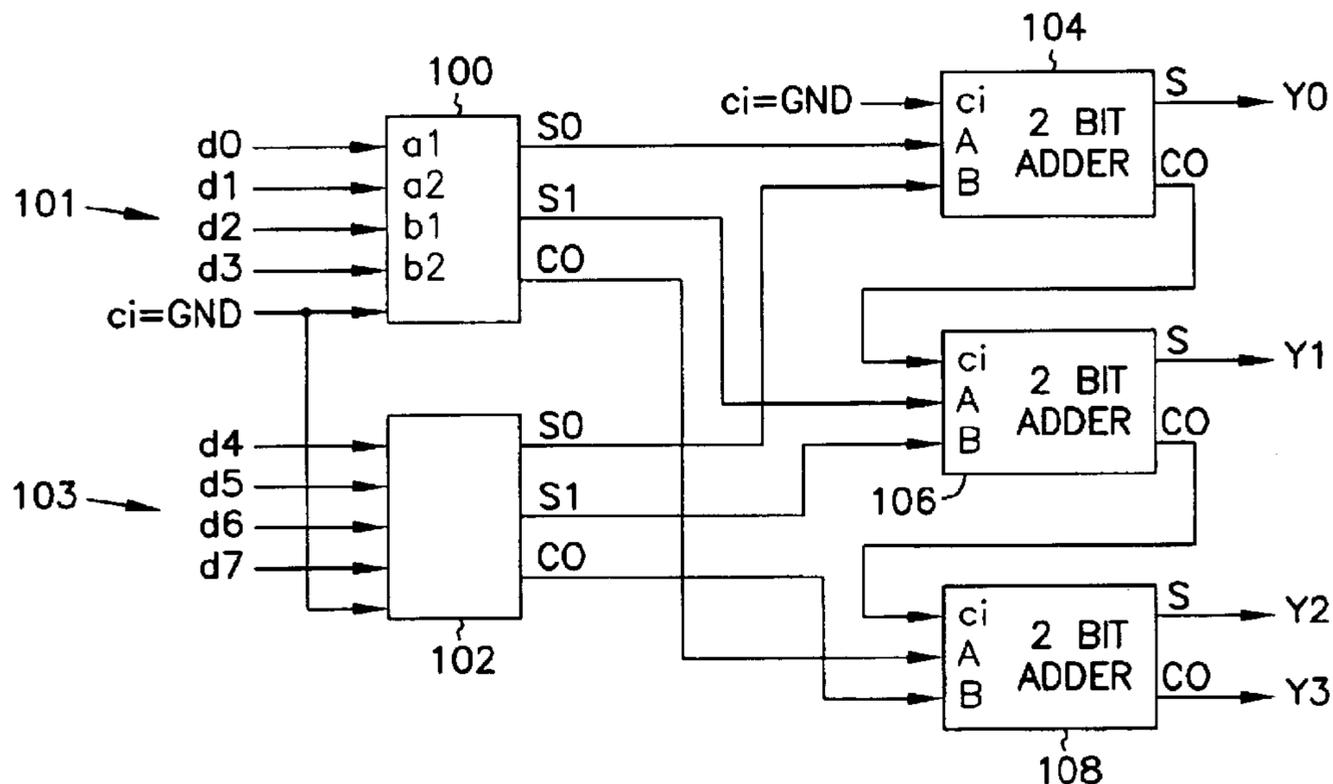 100
d0
d1
d2
d3
ci=GND
101
a1
a2
b1
b2
S0
S1
CO
d4
d5
d6
d7
103
102
S0
S1
CO
104
ci=GND
ci
A
B
2 BIT
ADDER
S
CO
Y0
ci
A
B
2 BIT
ADDER
S
CO
Y1
106
ci
A
B
2 BIT
ADDER
S
CO
Y2
Y3
108